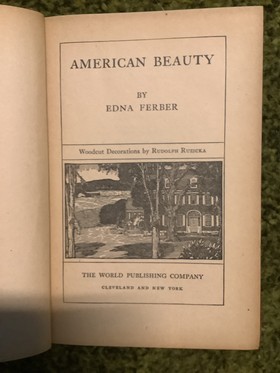 AMERICAN BEAUTY
BY
EDNA FERBER
Woodcut Decorations by RUDOLPH RUZICKA
THE WORLD PUBLISHING COMPANY
CLEVELAND AND NEW YORK